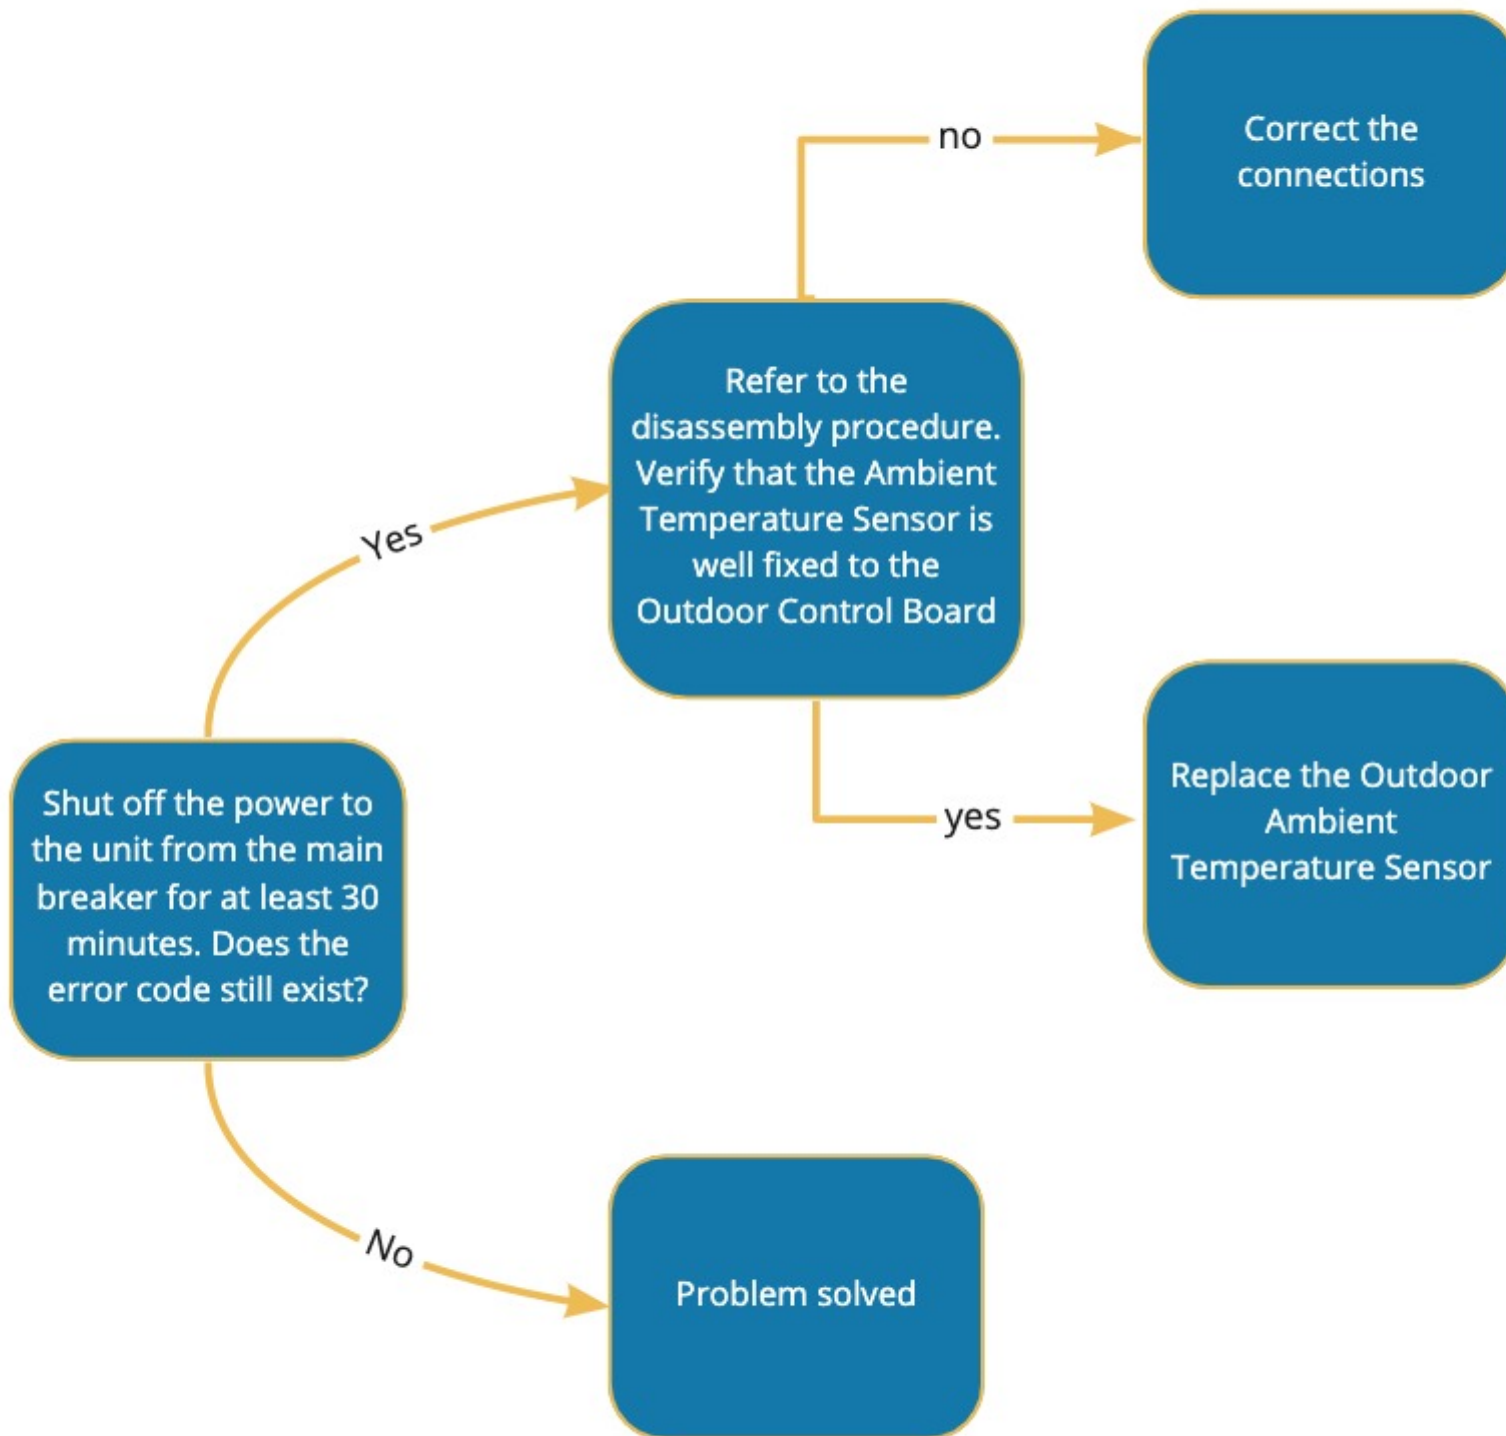 no
Correct the
connections
Refer to the
disassembly procedure.
Verify that the Ambient
Temperature Sensor is
well fixed to the
Outdoor Control Board
Yes
Replace the Outdoor
Ambient
Temperature Sensor
yes
Shut off the power to
the unit from the main
breaker for at least 30
minutes. Does the
error code still exist?
No
Problem solved